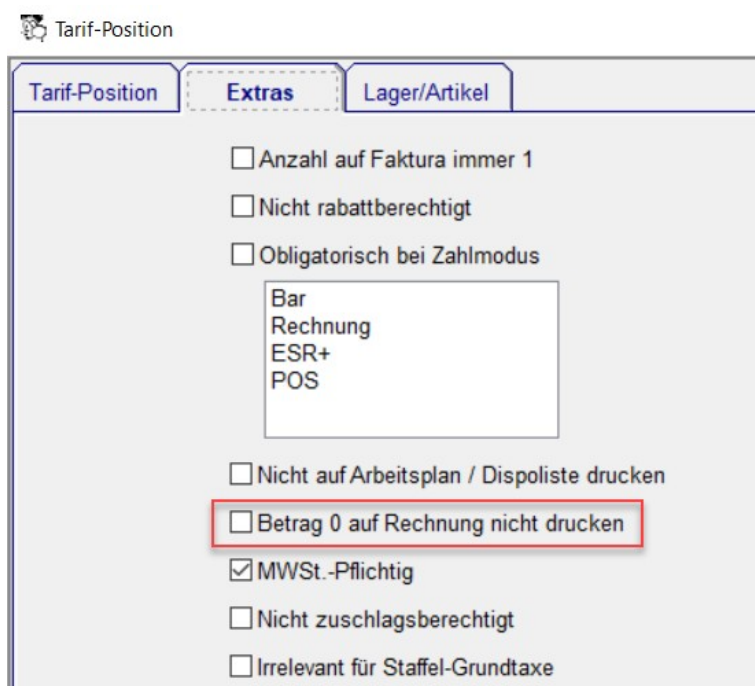 Tarif-Position
Tarif-Position Extras Lager/Artikel
Anzahl auf Faktura immer 1
Nicht rabattberechtigt
Obligatorisch bei Zahlmodus
Bar
Rechnung
ESR+
POS
Nicht auf Arbeitsplan / Dispoliste drucken
Betrag 0 auf Rechnung nicht drucken
MWSt.-Pflichtig
Nicht zuschlagsberechtigt
Irrelevant für Staffel-Grundtaxe